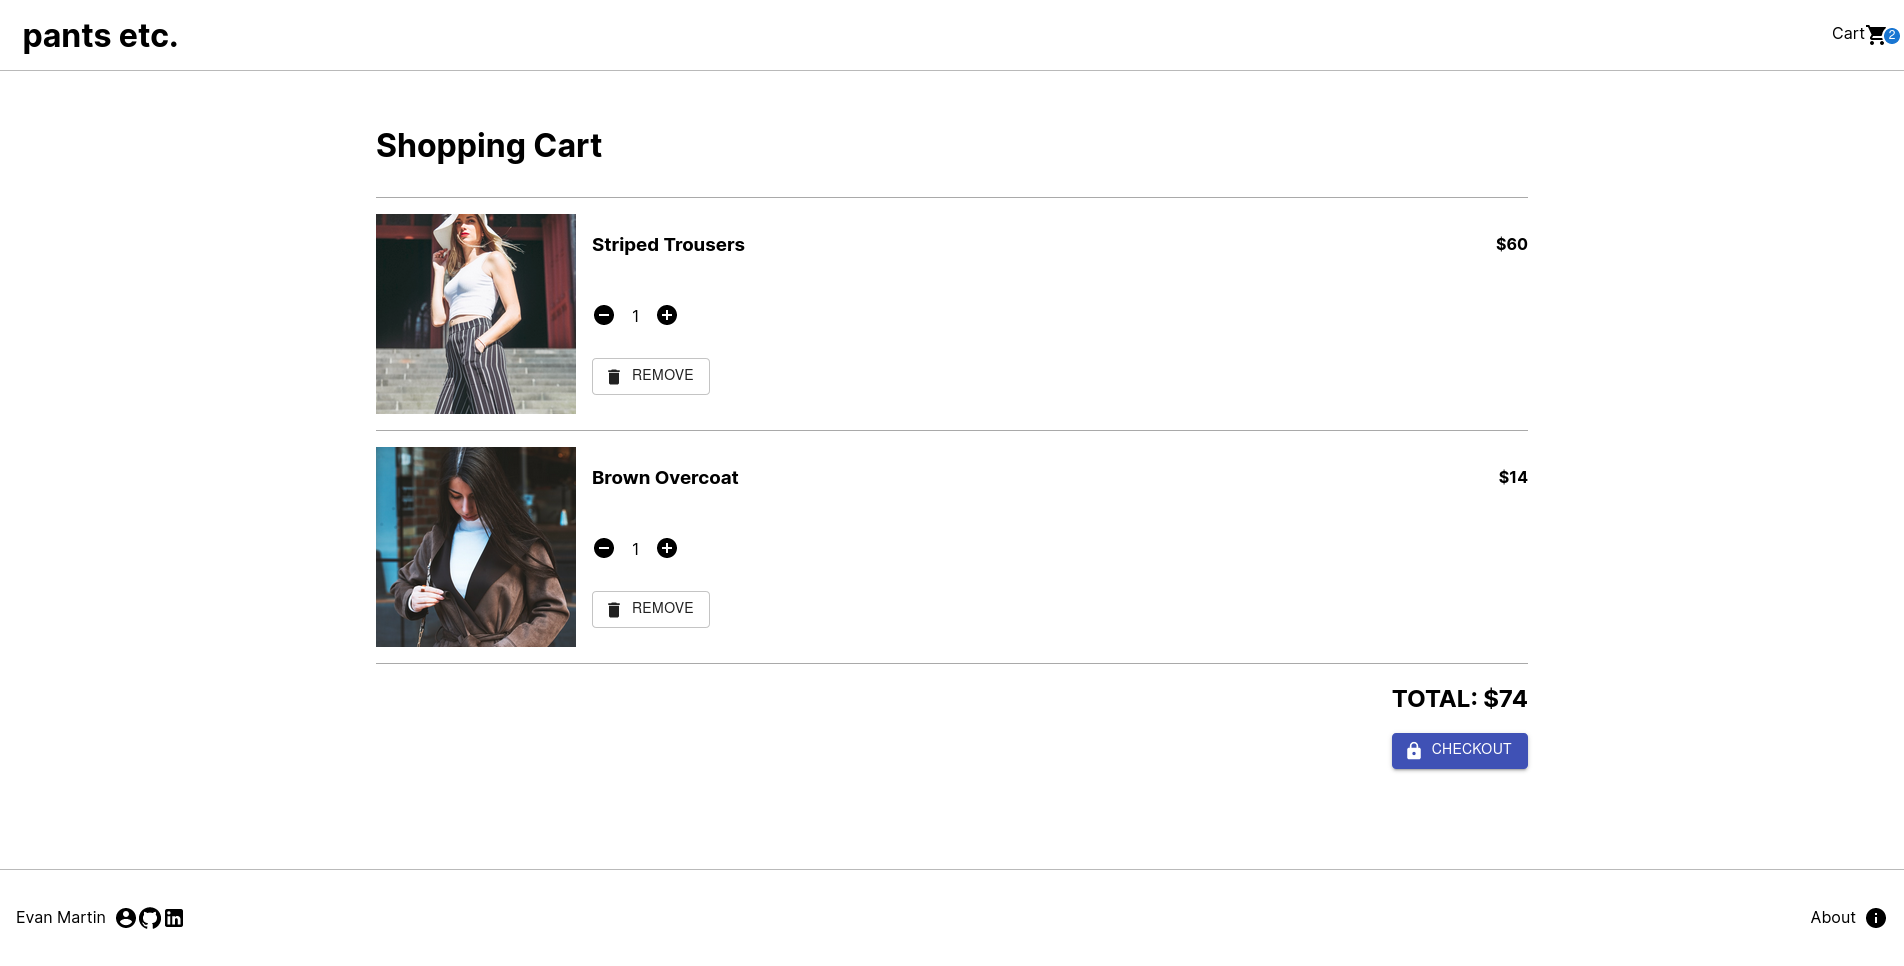 pants etc.
Cart 2
Shopping Cart
Striped Trousers $60
1
REMOVE
Brown Overcoat $14
1
REMOVE
TOTAL: $74
CHECKOUT
Evan Martin in
About